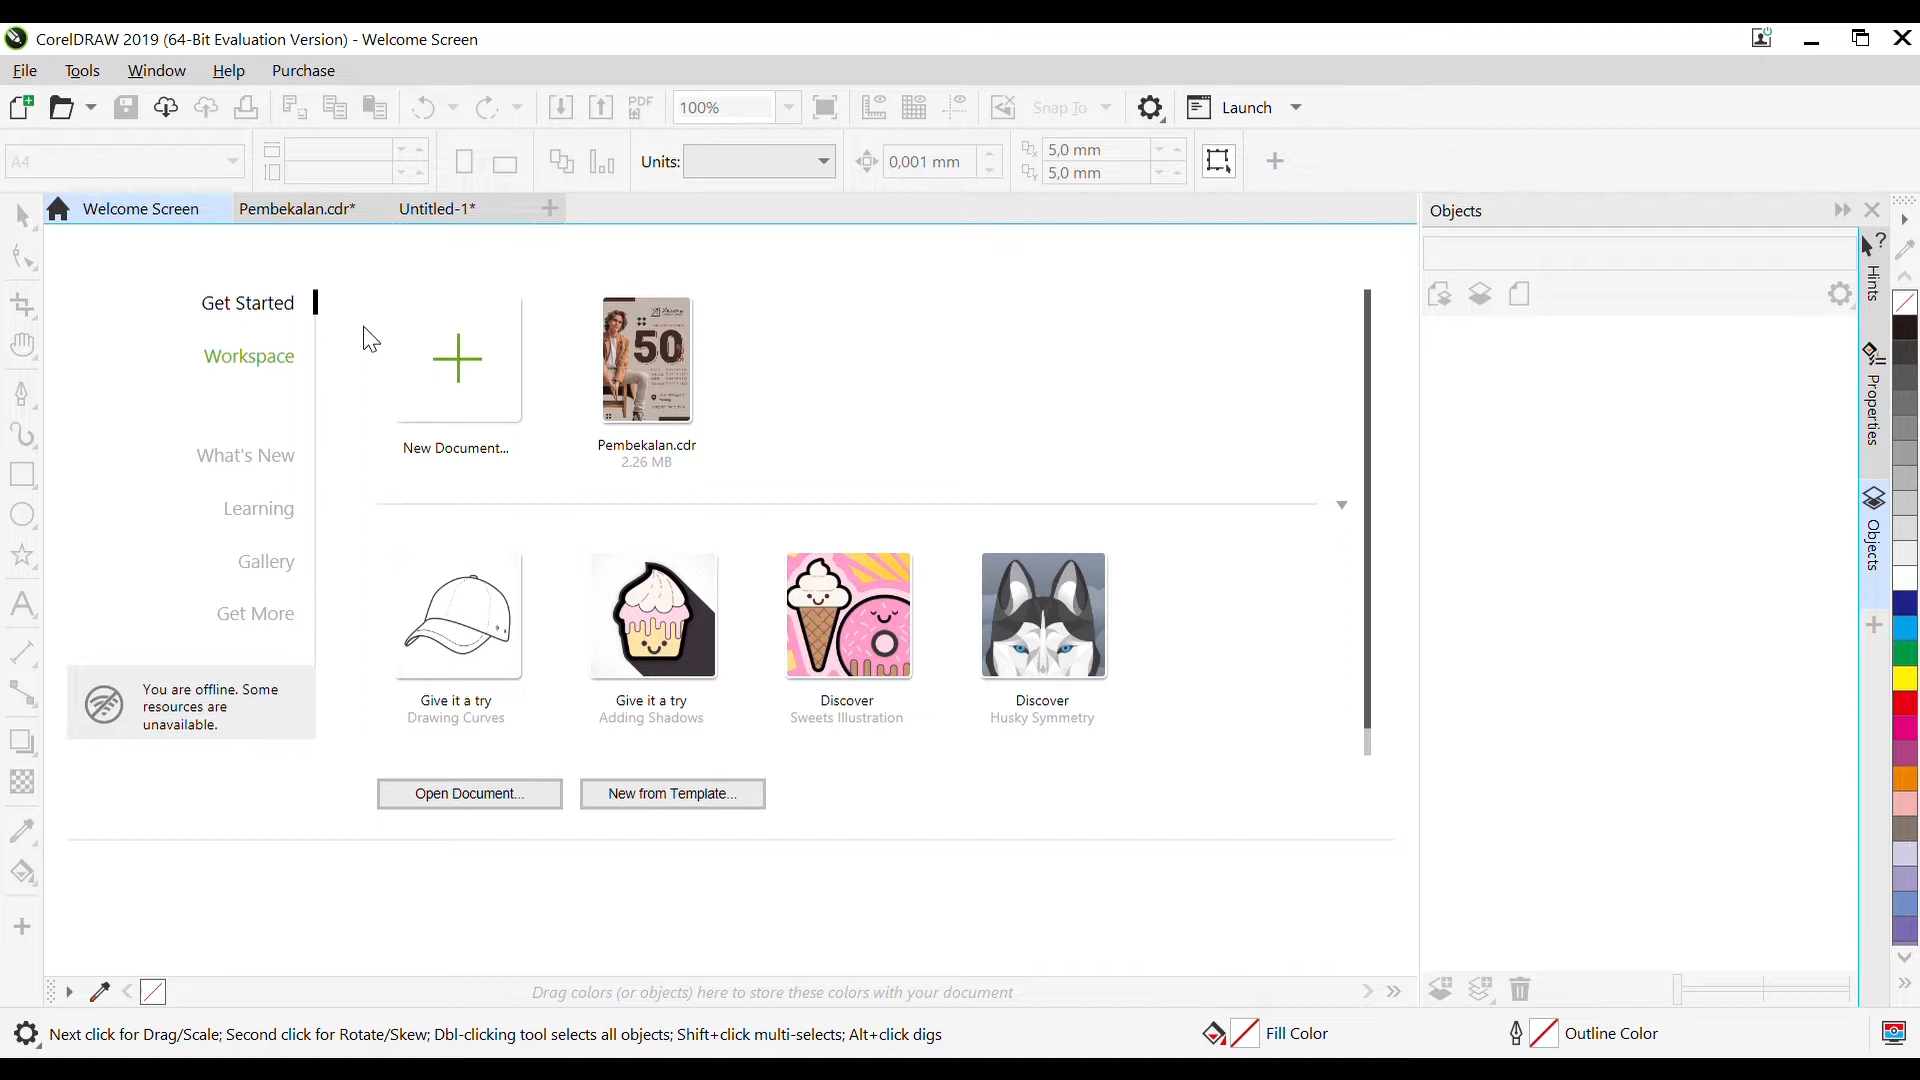 CorelDRAW 2019 (64-Bit Evaluation Version) - Welcome Screen
File Tools Window Help Purchase
PDF 100% Snap To Launch
A4 Units: 0,001 mm 5,0 mm
5,0 mm
Welcome Screen Pembekalan.cdr* Untitled-1*
Objects
Get Started
Workspace
What's New
Learning
Gallery
Get More
You are offline. Some
resources are
unavailable.
50
New Document...
Pembekalan.cdr
2.26 MB
Give it a try
Drawing Curves
Give it a try
Adding Shadows
Discover
Sweets Illustration
Discover
Husky Symmetry
Open Document...
New from Template...
Hints
Properties
Objects
Drag colors (or objects) here to store these colors with your document
Next click for Drag/Scale; Second click for Rotate/Skew; Dbl-clicking tool selects all objects; Shift+click multi-selects; Alt+click digs
Fill Color
Outline Color